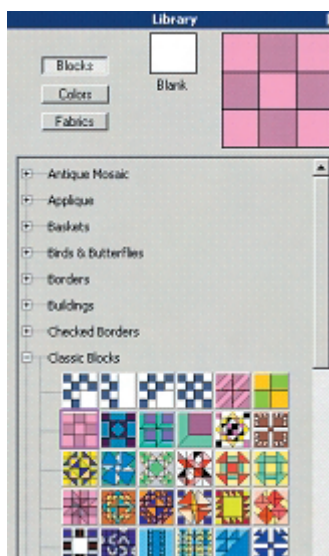 Library
Blocks
Blank
Colors
Fabrics
Antique Mosaic
Applique
Baskets
Birds & Butterflies
Borders
Buildings
Checked Borders
Classic Blocks